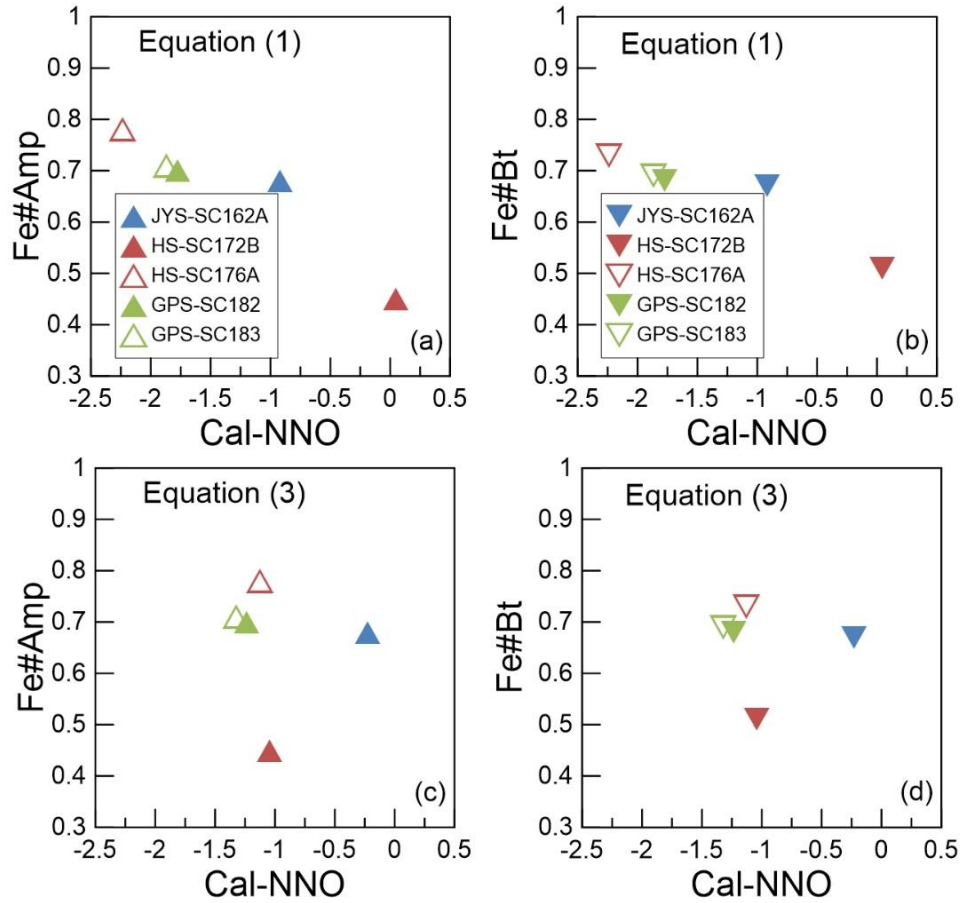 Equation (1)
1
0.9
0.8
0.7
0.6
0.5
0.4
0.3
Fe#Amp
JYS-SC162A
HS-SC172B
HS-SC176A
GPS-SC182
GPS-SC183
(a)
-2.5 -2 -1.5 -1 -0.5 0 0.5
Cal-NNO
Equation (1)
1
0.9
0.8
0.7
0.6
0.5
0.4
0.3
Fe#Bt
JYS-SC162A
HS-SC172B
HS-SC176A
GPS-SC182
GPS-SC183
(b)
-2.5 -2 -1.5 -1 -0.5 0 0.5
Cal-NNO
Equation (3)
1
0.9
0.8
0.7
0.6
0.5
0.4
0.3
Fe#Amp
(c)
-2.5 -2 -1.5 -1 -0.5 0 0.5
Cal-NNO
Equation (3)
1
0.9
0.8
0.7
0.6
0.5
0.4
0.3
Fe#Bt
(d)
-2.5 -2 -1.5 -1 -0.5 0 0.5
Cal-NNO